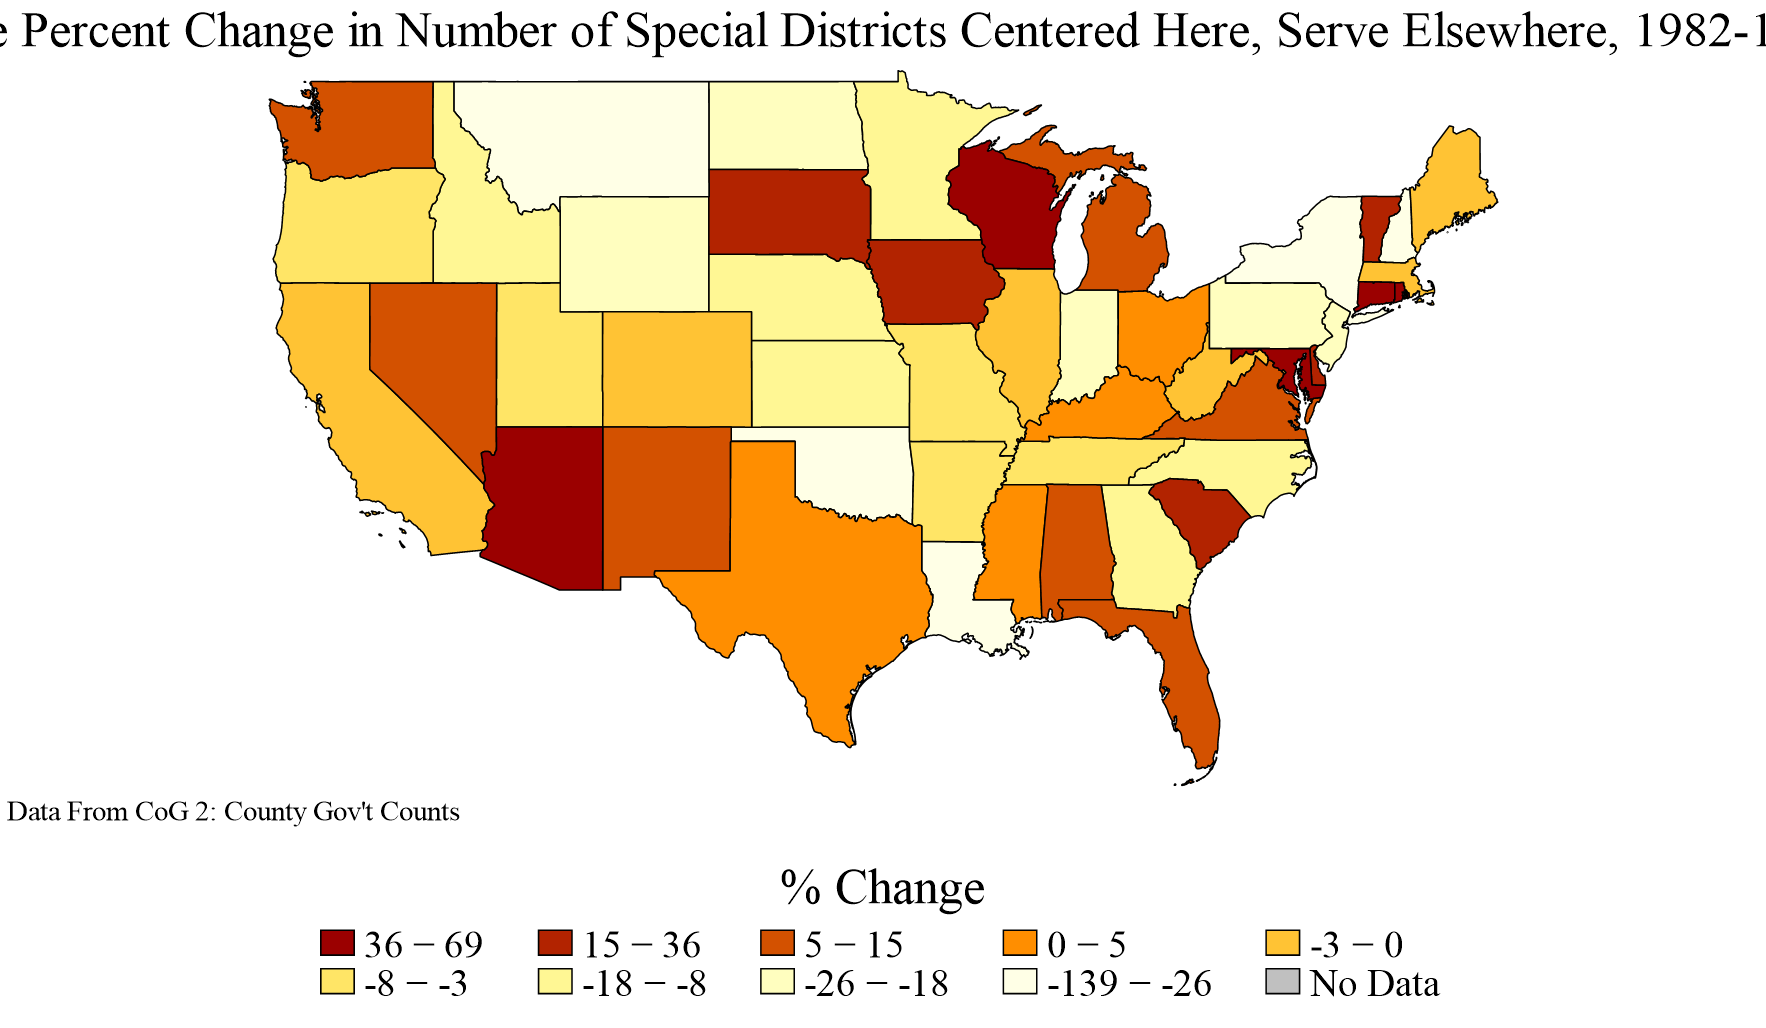 e Percent Change in Number of Special Districts Centered Here, Serve Elsewhere, 1982-1
Data From CoG 2: County Gov't Counts
% Change
36 – 69 15 – 36 5 – 15 0 – 5 -3 – 0
-8 – -3 -18 – -8 -26 – -18 -139 – -26 No Data